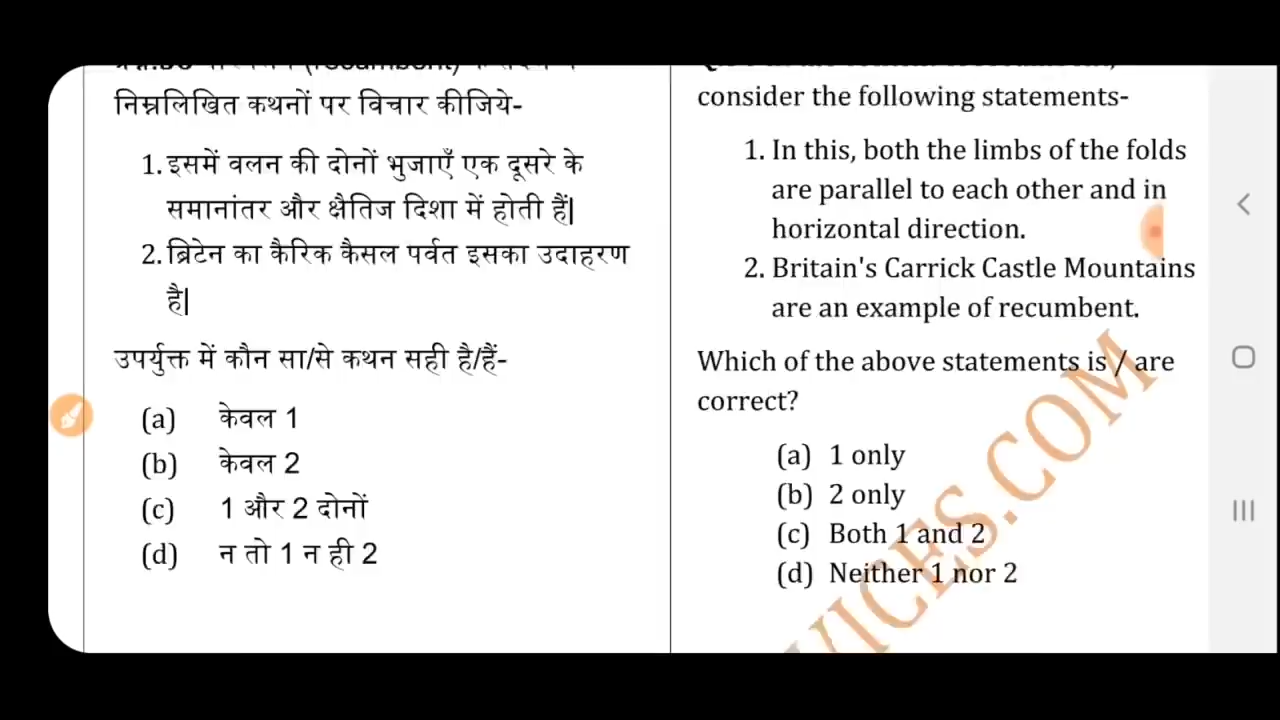 निम्नलिखित कथनों पर विचार कीजिये-
1. इसमें वलन की दोनों भुजाएँ एक दूसरे के
समानांतर और क्षैतिज दिशा में होती हैं|
2. ब्रिटेन का कैरिक कैसल पर्वत इसका उदाहरण
है|
उपर्युक्त में कौन सा/से कथन सही है/हैं-
(a) केवल 1
(b) केवल 2
(c) 1 और 2 दोनों
(d) न तो 1 न ही 2
consider the following statements-
1. In this, both the limbs of the folds
are parallel to each other and in
horizontal direction.
2. Britain's Carrick Castle Mountains
are an example of recumbent.
Which of the above statements is / are
correct?
(a) 1 only
(b) 2 only
(c) Both 1 and 2
(d) Neither 1 nor 2
VICES.COM